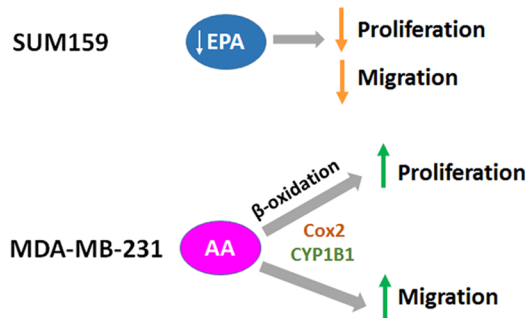 SUM159
↓EPA
Proliferation
Migration
β-oxidation
Proliferation
MDA-MB-231
AA
Cox2
CYP1B1
Migration